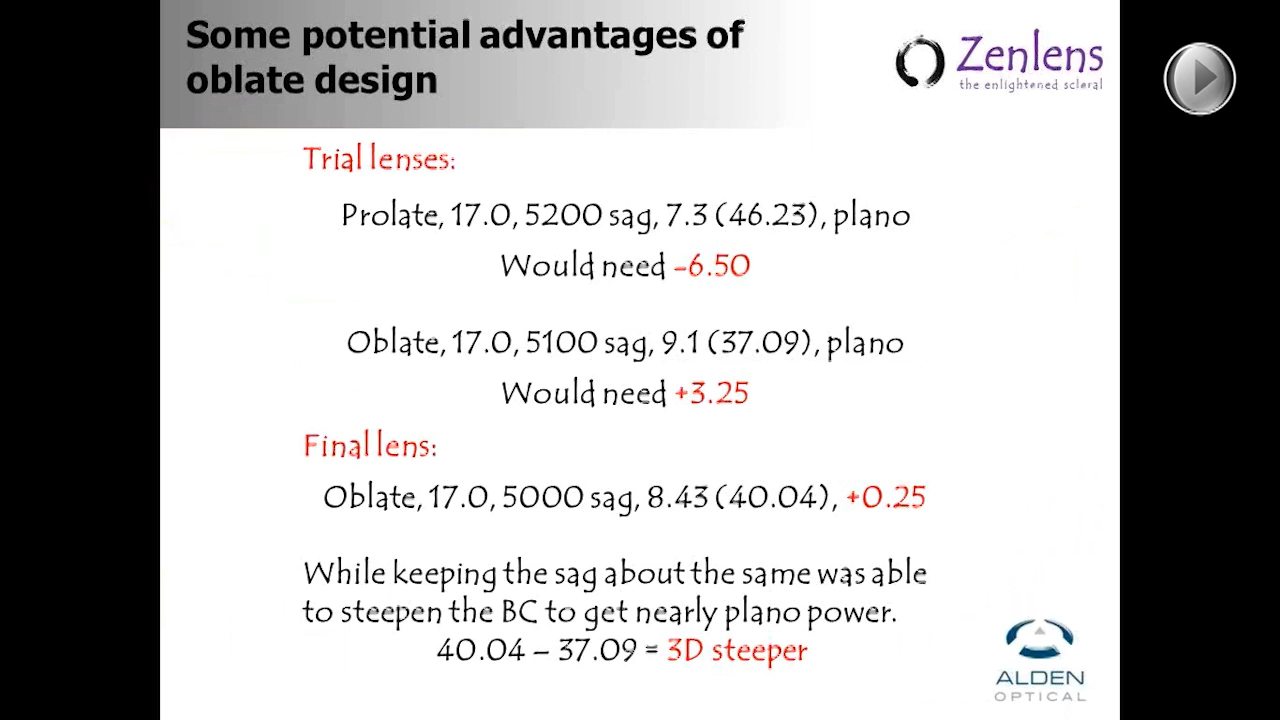 Some potential advantages of
oblate design
Zenlens
the enlightened scleral
Trial lenses:
Prolate, 17.0, 5200 sag, 7.3 (46.23), plano
Would need -6.50
Oblate, 17.0, 5100 sag, 9.1 (37.09), plano
Would need +3.25
Final lens:
Oblate, 17.0, 5000 sag, 8.43 (40.04), +0.25
While keeping the sag about the same was able
to steepen the BC to get nearly plano power.
40.04 – 37.09 = 3D steeper
ALDEN
OPTICAL